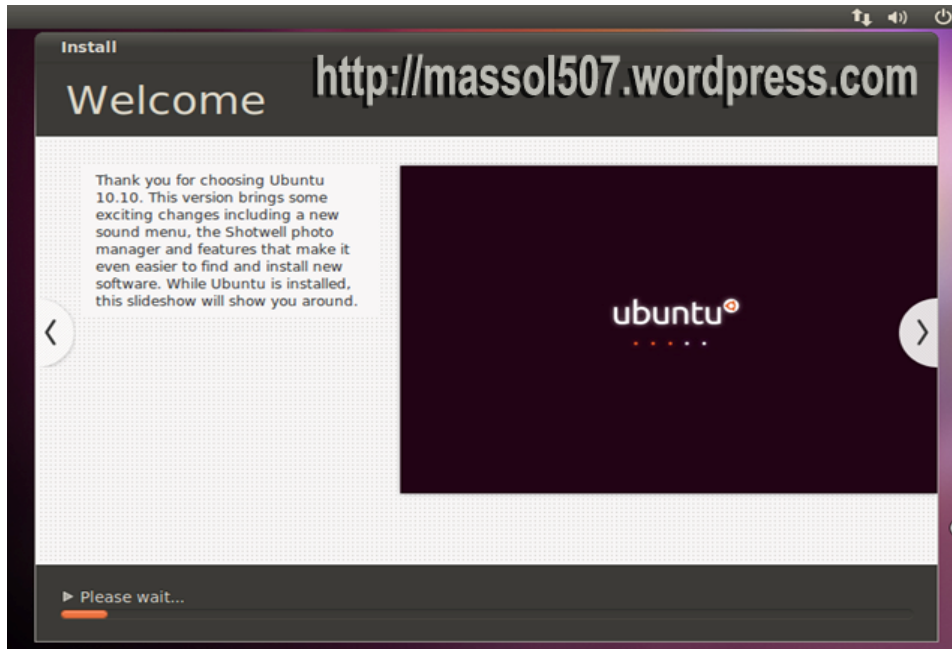 Install
http://massol507.wordpress.com
Welcome
Thank you for choosing Ubuntu
10.10. This version brings some
exciting changes including a new
sound menu, the Shotwell photo
manager and features that make it
even easier to find and install new
software. While Ubuntu is installed,
this slideshow will show you around.
ubuntu
Please wait...